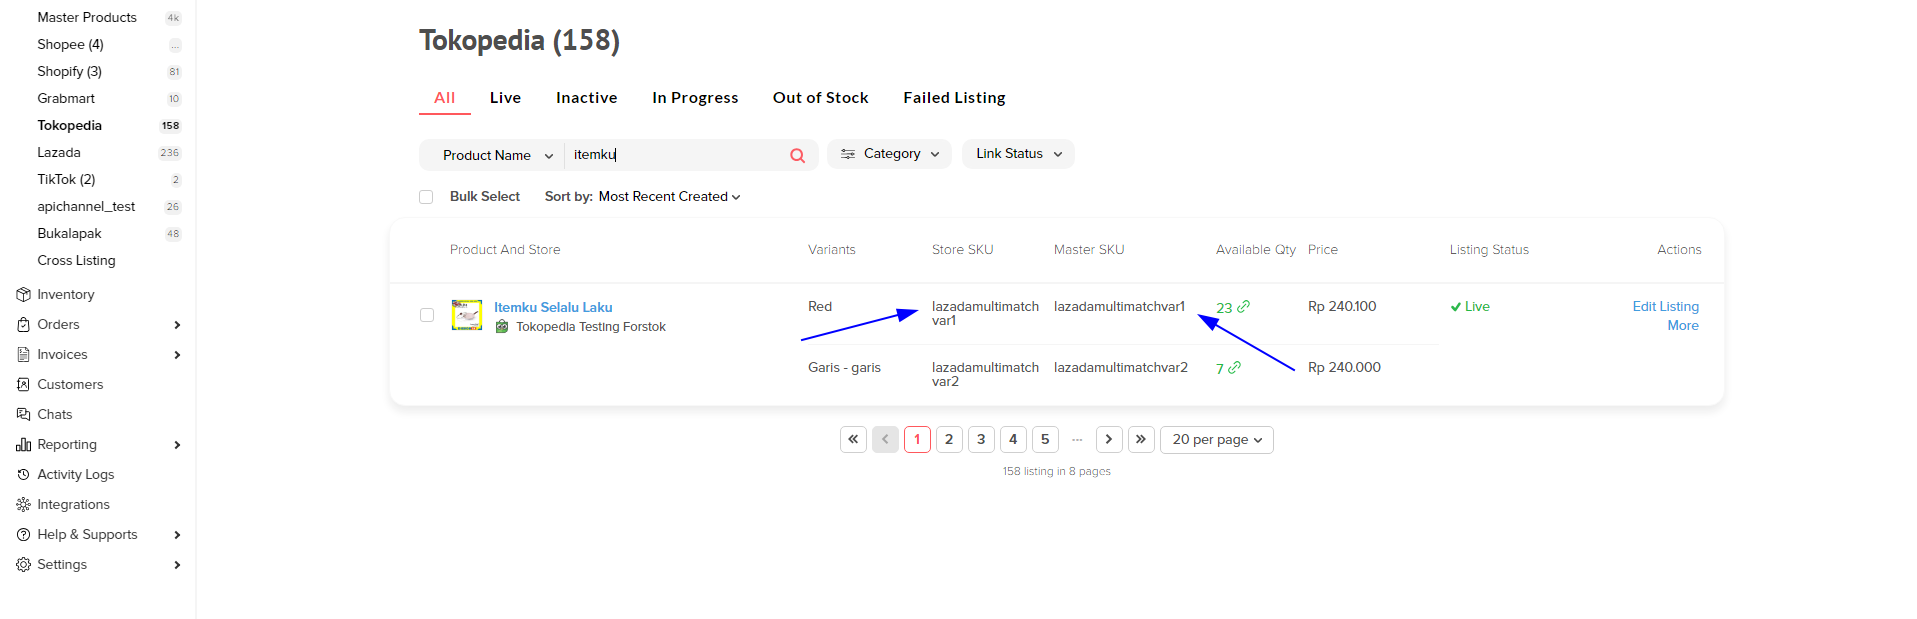 Master Products 4k
Shopee (4) ...
Shopify (3) 81
Grabmart 10
Tokopedia 158
Lazada 236
TikTok (2) 2
apichannel_test 26
Bukalapak 48
Cross Listing
Inventory
Orders
Invoices
Customers
Chats
Reporting
Activity Logs
Integrations
Help & Supports
Settings
Tokopedia (158)
All Live Inactive In Progress Out of Stock Failed Listing
Product Name itemku Category Link Status
Bulk Select Sort by: Most Recent Created
Product And Store Variants Store SKU Master SKU Available Qty Price Listing Status Actions
Itemku Selalu Laku Red lazadamultimatch lazadamultimatchvar1 23 Rp 240.100 Live Edit Listing
Tokopedia Testing Forstok var1 More
Garis - garis lazadamultimatch lazadamultimatchvar2 7 Rp 240.000
var2
« ‹ 1 2 3 4 5 ... › » 20 per page
158 listing in 8 pages